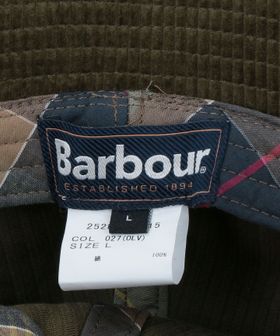 Barbour®
ESTABLISHED 1894
L
COL 027(OLV)
SIZE L
綿 100%